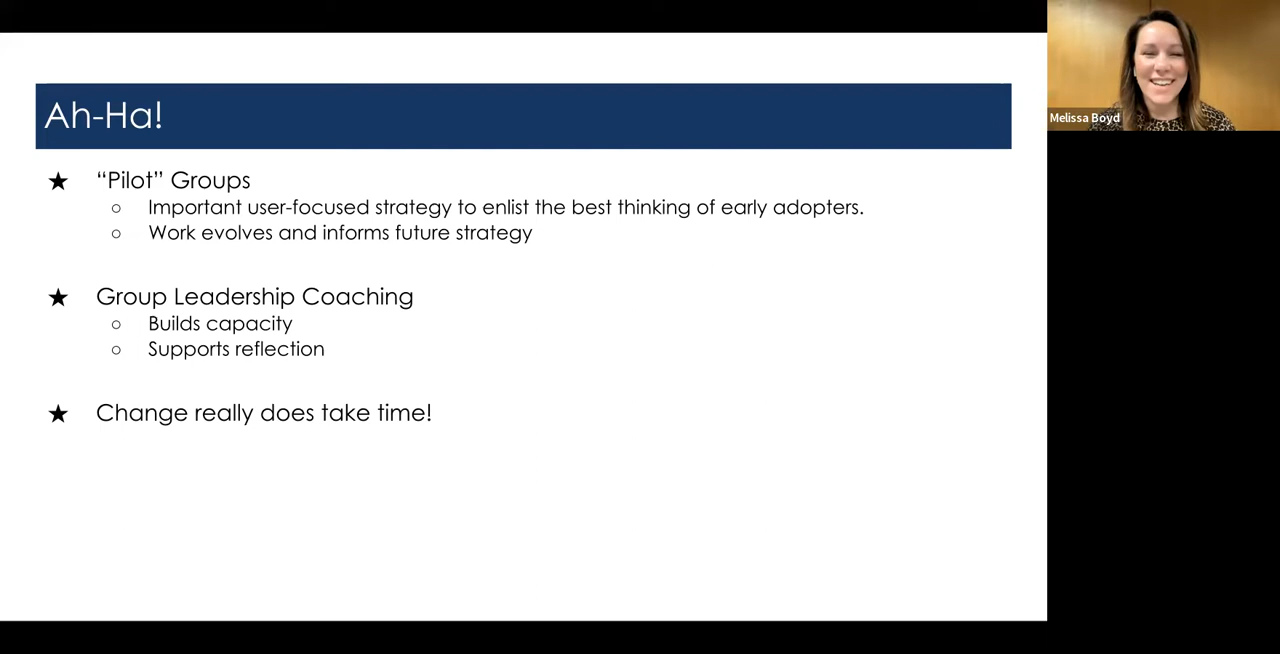 Ah-Ha!
★ “Pilot” Groups
○ Important user-focused strategy to enlist the best thinking of early adopters.
○ Work evolves and informs future strategy
★ Group Leadership Coaching
○ Builds capacity
○ Supports reflection
★ Change really does take time!
Melissa Boyd